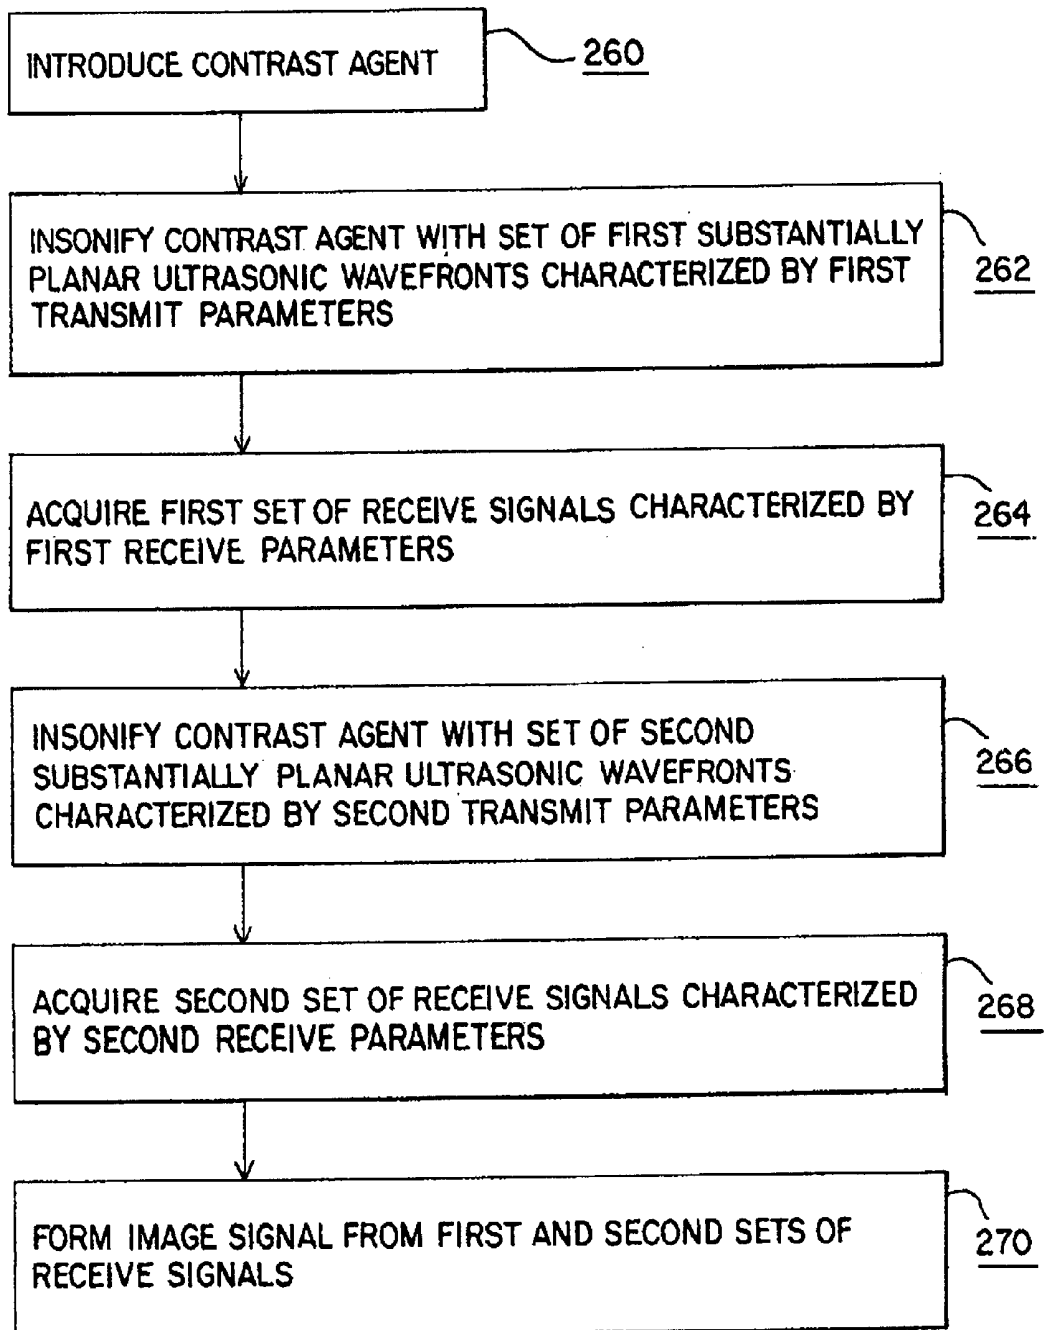 INTRODUCE CONTRAST AGENT
260
INSONIFY CONTRAST AGENT WITH SET OF FIRST SUBSTANTIALLY
PLANAR ULTRASONIC WAVEFRONTS CHARACTERIZED BY FIRST
TRANSMIT PARAMETERS
262
ACQUIRE FIRST SET OF RECEIVE SIGNALS CHARACTERIZED BY
FIRST RECEIVE PARAMETERS
264
INSONIFY CONTRAST AGENT WITH SET OF SECOND
SUBSTANTIALLY PLANAR ULTRASONIC WAVEFRONTS
CHARACTERIZED BY SECOND TRANSMIT PARAMETERS
266
ACQUIRE SECOND SET OF RECEIVE SIGNALS CHARACTERIZED
BY SECOND RECEIVE PARAMETERS
268
FORM IMAGE SIGNAL FROM FIRST AND SECOND SETS OF
RECEIVE SIGNALS
270